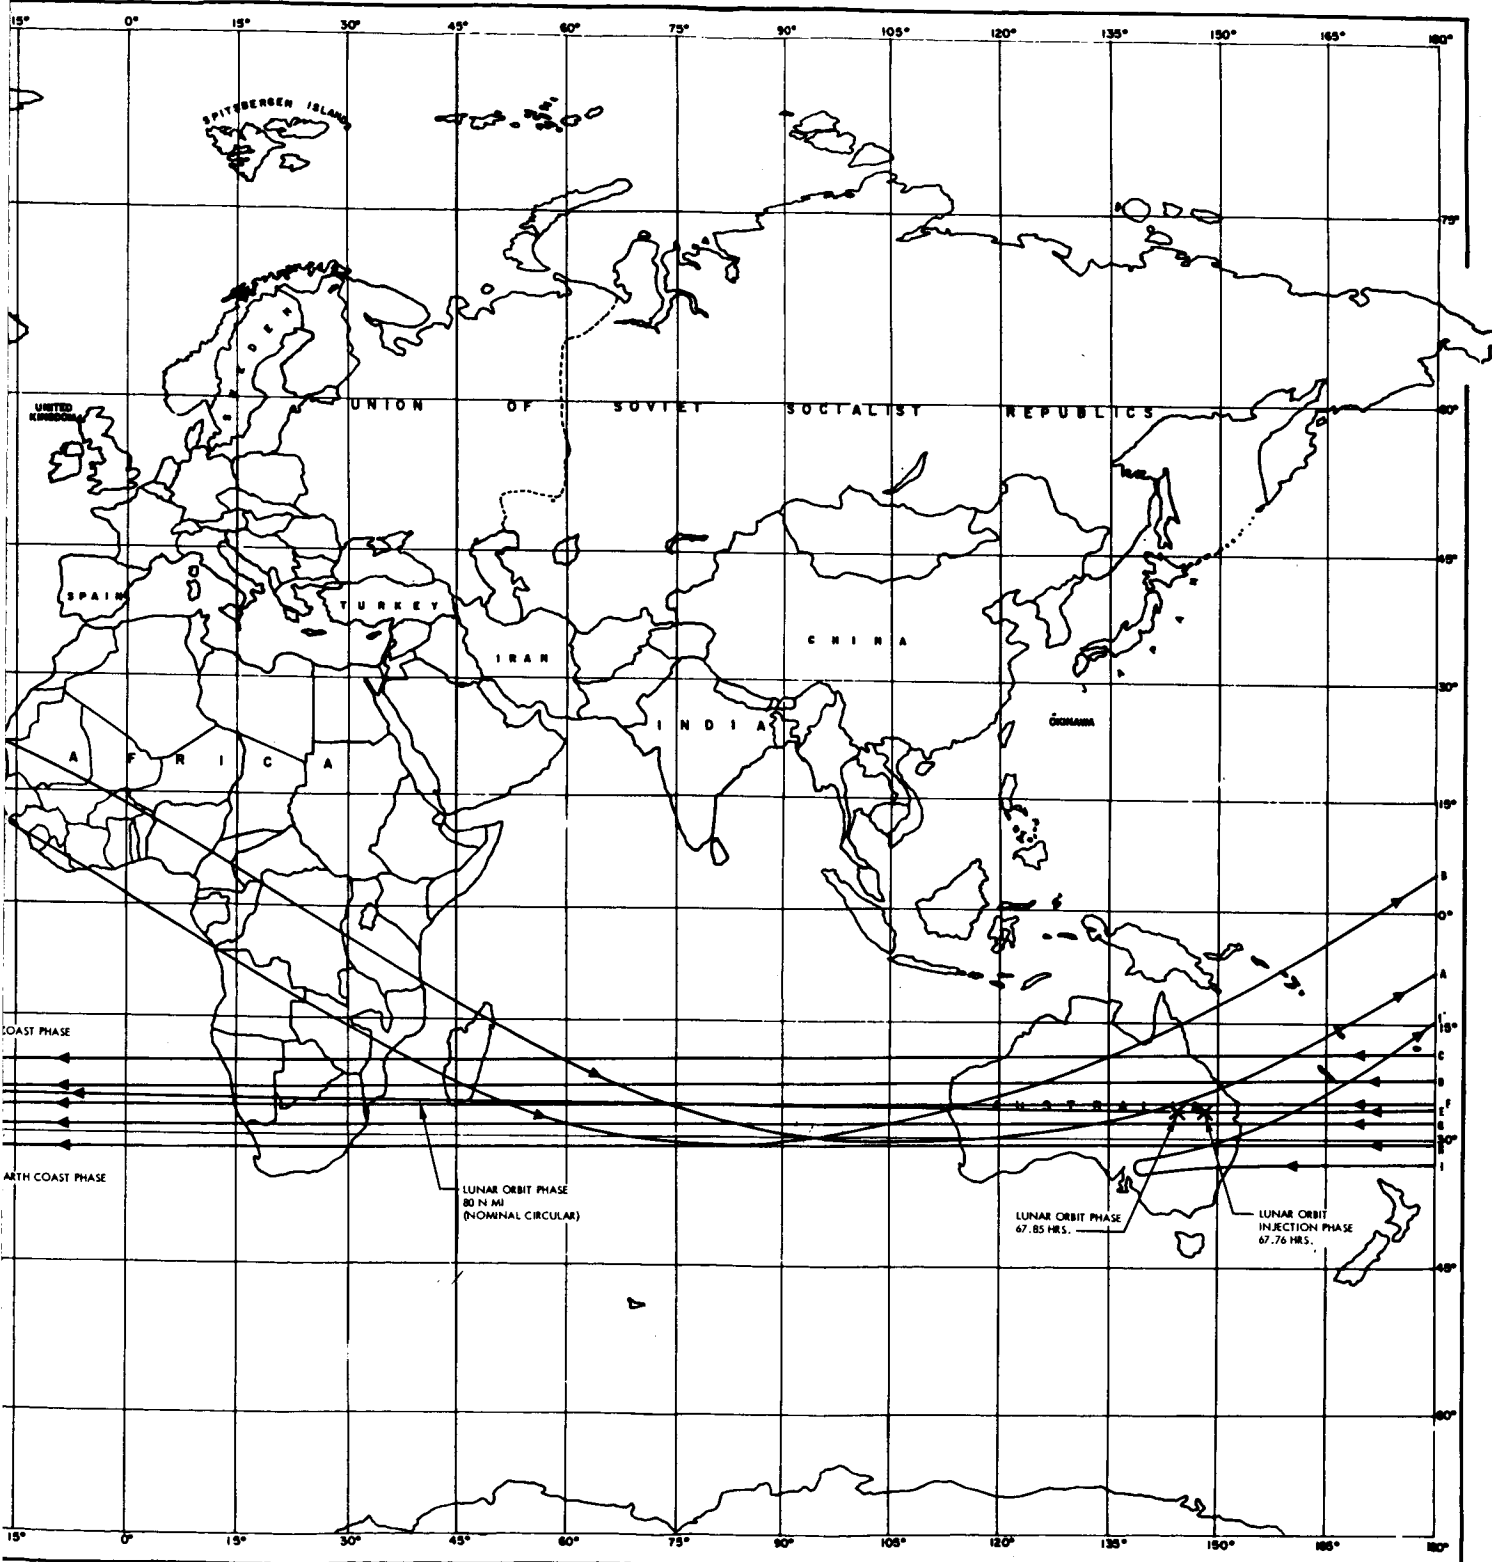 15° 0° 15° 30° 45° 60° 75° 90° 105° 120° 135° 150° 165° 180°
SPITSBERGEN ISLANDS
75°
SWEDEN
UNITED
KINGDOM
UNION OF SOVIET SOCIALIST REPUBLICS
60°
45°
SPAIN
TURKEY
IRAN
CHINA
30°
INDIA
OKINAWA
AFRICA
15°
B
0°
A
COAST PHASE
15°
C
D
AUSTRALIA
F
E
30°
I
ARTH COAST PHASE
LUNAR ORBIT PHASE
80 N MI
(NOMINAL CIRCULAR)
LUNAR ORBIT PHASE
67.85 HRS.
LUNAR ORBIT
INJECTION PHASE
67.76 HRS.
45°
60°
15° 0° 15° 30° 45° 60° 75° 90° 105° 120° 135° 150° 165° 180°